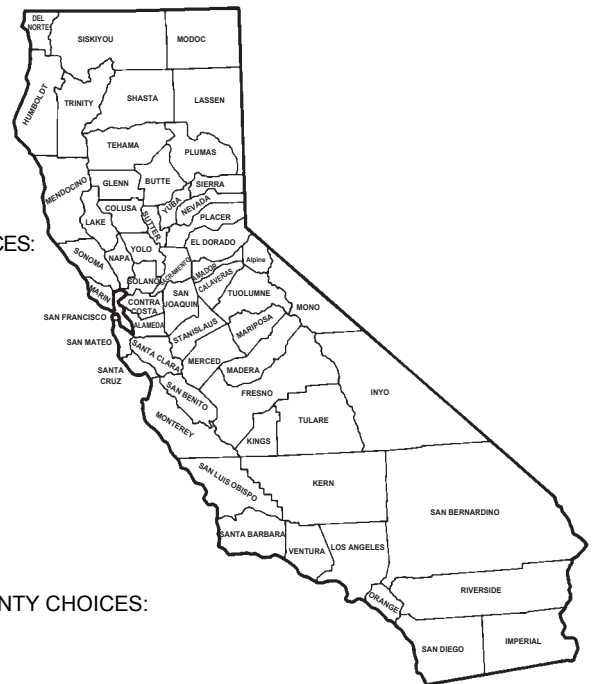 DEL
NORTE
SISKIYOU
MODOC
HUMBOLDT
TRINITY
SHASTA
LASSEN
TEHAMA
PLUMAS
MENDOCINO
GLENN
BUTTE
SIERRA
YUBA
NEVADA
COLUSA
SUTTER
PLACER
LAKE
CES:
YOLO
EL DORADO
SONOMA
NAPA
SACRAMENTO
AMADOR
Alpine
SOLANO
CALAVERAS
MARIN
CONTRA
COSTA
SAN
JOAQUIN
TUOLUMNE
MONO
SAN FRANCISCO
ALAMEDA
STANISLAUS
MARIPOSA
SAN MATEO
SANTA CLARA
MERCED
SANTA
CRUZ
MADERA
SAN BENITO
FRESNO
INYO
MONTEREY
TULARE
KINGS
SAN LUIS OBISPO
KERN
SAN BERNARDINO
SANTA BARBARA
VENTURA
LOS ANGELES
NTY CHOICES:
ORANGE
RIVERSIDE
SAN DIEGO
IMPERIAL